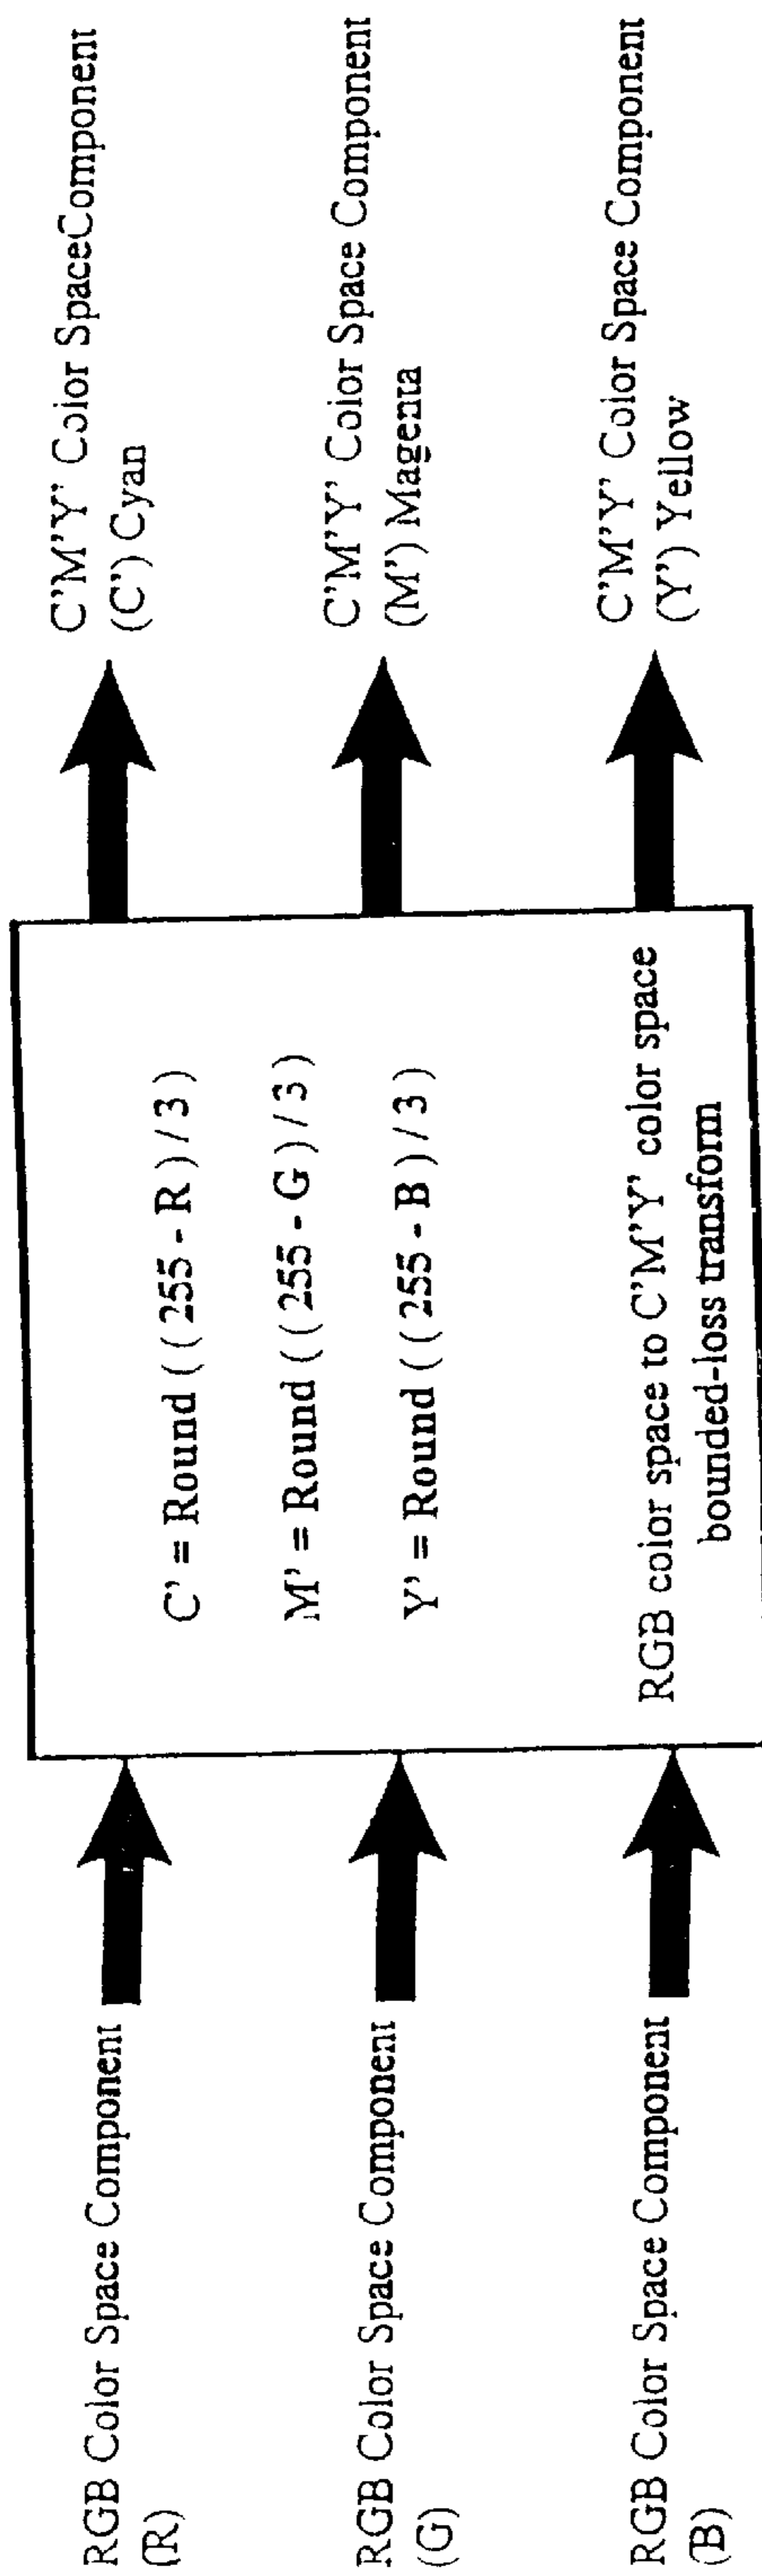 RGB Color Space Component
(R)
RGB Color Space Component
(G)
RGB Color Space Component
(B)
C' = Round ( ( 255 - R ) / 3 )
M' = Round ( ( 255 - G ) / 3 )
Y' = Round ( ( 255 - B ) / 3 )
RGB color space to C'M'Y' color space
bounded-loss transform
C'M'Y' Color SpaceComponent
(C') Cyan
C'M'Y' Color Space Component
(M') Magenta
C'M'Y' Color Space Component
(Y') Yellow